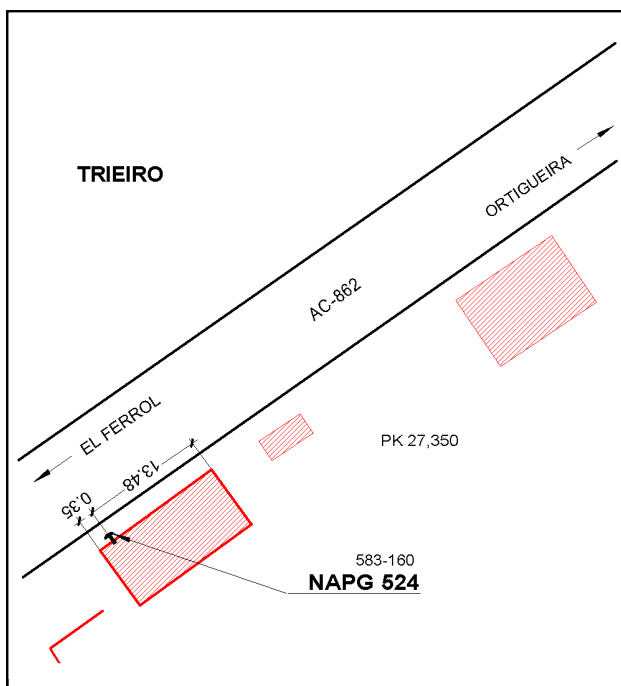 TRIEIRO
ORTIGUEIRA
AC-862
EL FERROL
PK 27,350
13.48
0.35
583-160
NAPG 524